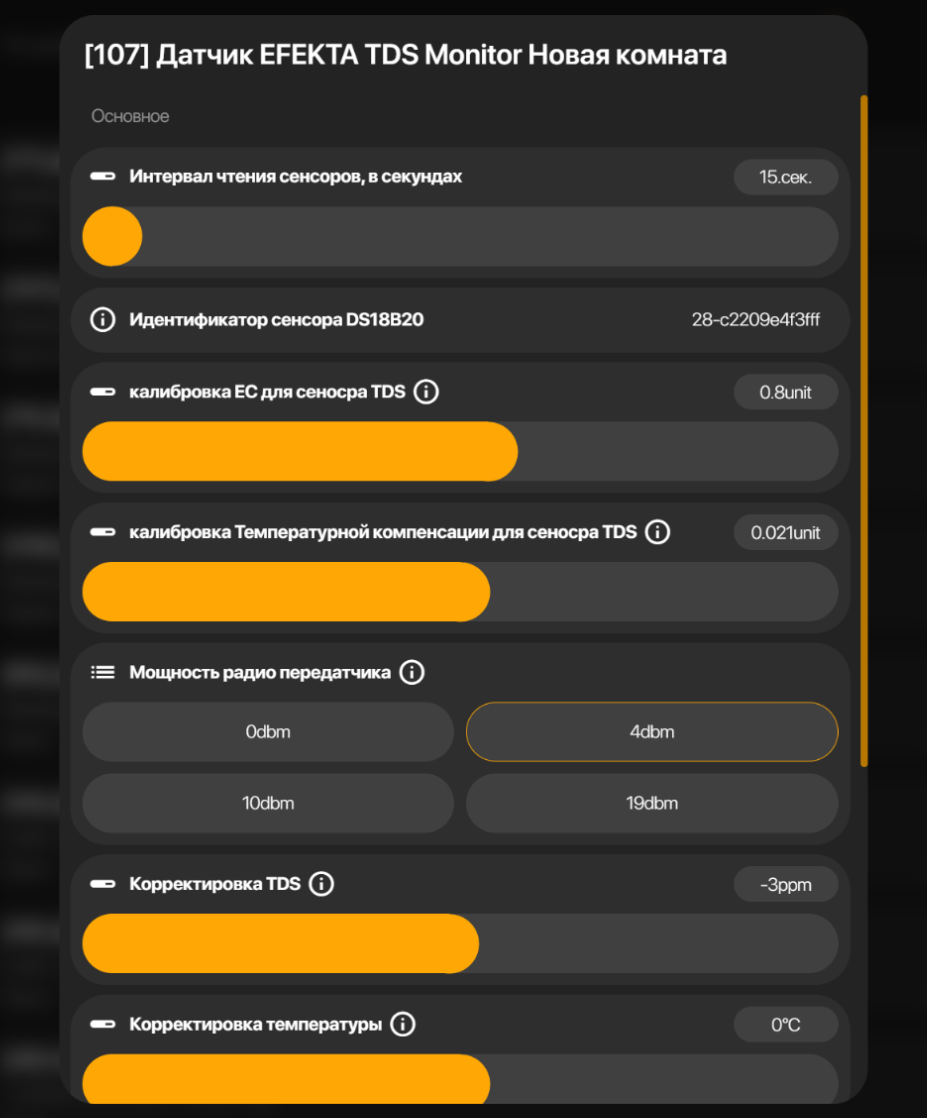 [107] Датчик EFEKTA TDS Monitor Новая комната
Основное
Интервал чтения сенсоров, в секундах
15.сек.
Идентификатор сенсора DS18B20
28-c2209e4f3fff
калибровка EC для сеносра TDS
0.8unit
калибровка Температурной компенсации для сеносра TDS
0.021unit
Мощность радио передатчика
0dbm
4dbm
10dbm
19dbm
Корректировка TDS
-3ppm
Корректировка температуры
0°C